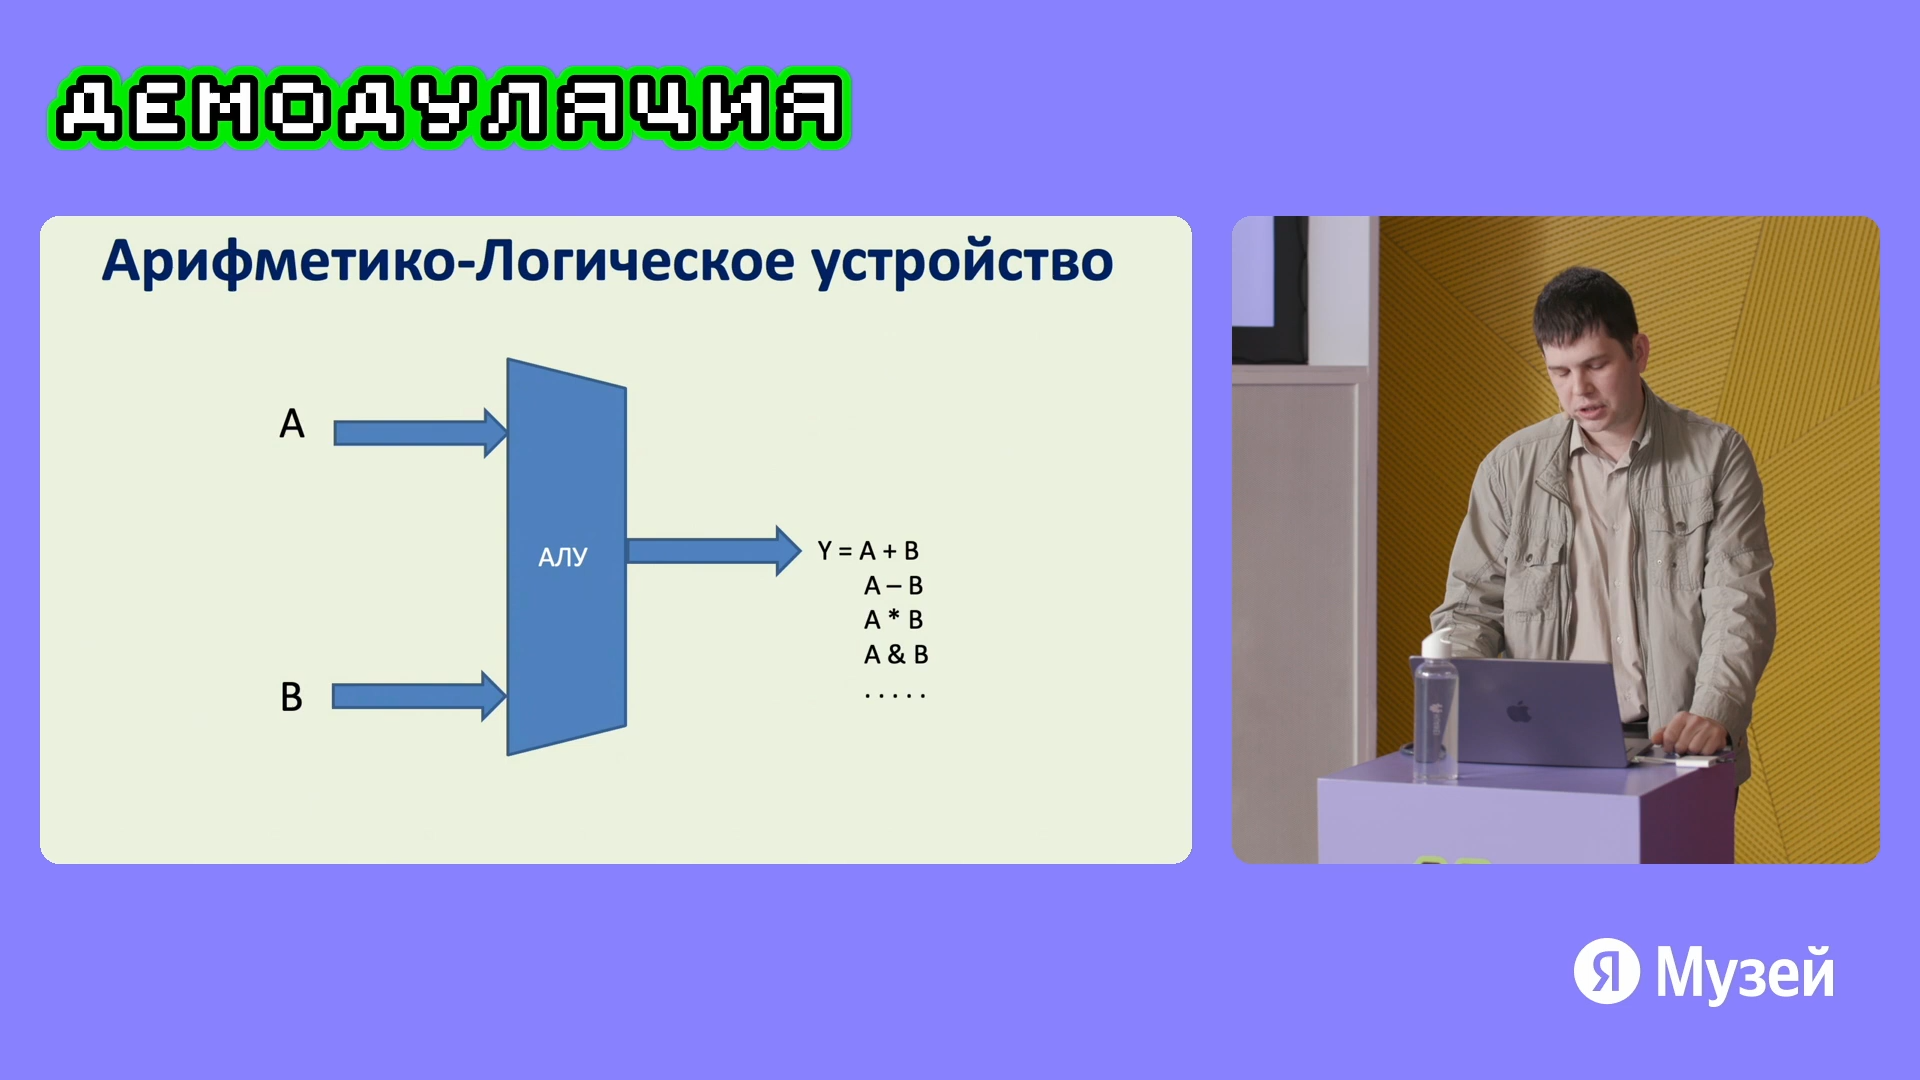 ДЕМОДУЛЯЦИЯ
Арифметико-Логическое устройство
A
B
АЛУ
Y = A + B
A – B
A * B
A & B
. . . . .
Я Музей